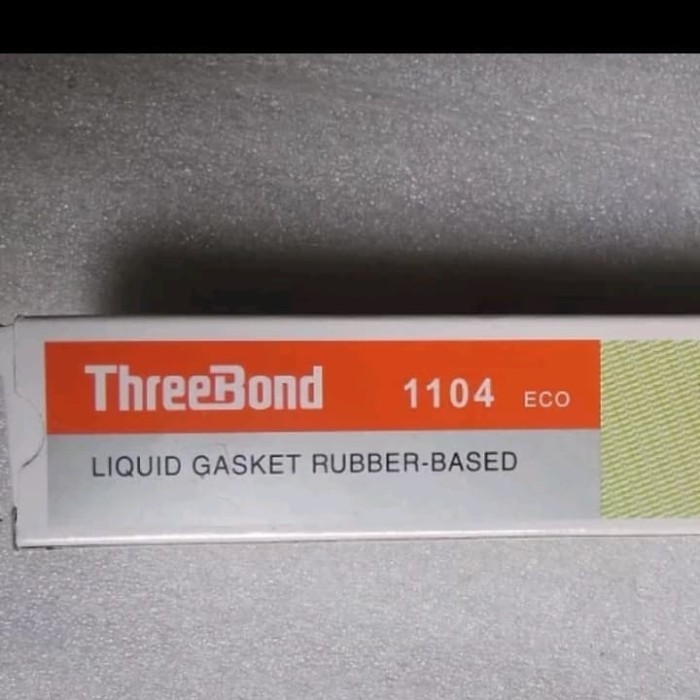 ThreeBond 1104 ECO
LIQUID GASKET RUBBER-BASED